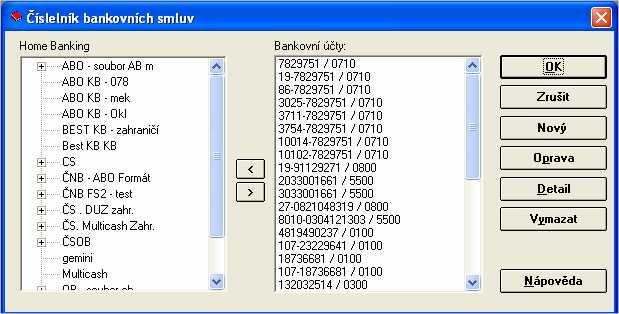 Číslelník bankovních smluv
Home Banking
ABO - soubor AB m
ABO KB - 078
ABO KB - mek
ABO KB - Okl
BEST KB - zahraničí
Best KB KB
CS
ČNB - ABO Formát
ČNB FS2 - test
ČS . DUZ zahr.
ČS. Multicash Zahr.
ČSOB
gemini
Multicash
Bankovní účty:
7829751 / 0710
19-7829751 / 0710
86-7829751 / 0710
3025-7829751 / 0710
3711-7829751 / 0710
3754-7829751 / 0710
10014-7829751 / 0710
10102-7829751 / 0710
19-91129271 / 0800
2033001661 / 5500
3033001661 / 5500
27-0821048319 / 0800
8010-0304121303 / 5500
4819490237 / 0100
107-23229641 / 0100
18736681 / 0100
107-18736681 / 0100
132032514 / 0300
<
>
OK
Zrušit
Nový
Oprava
Detail
Vymazat
Nápověda